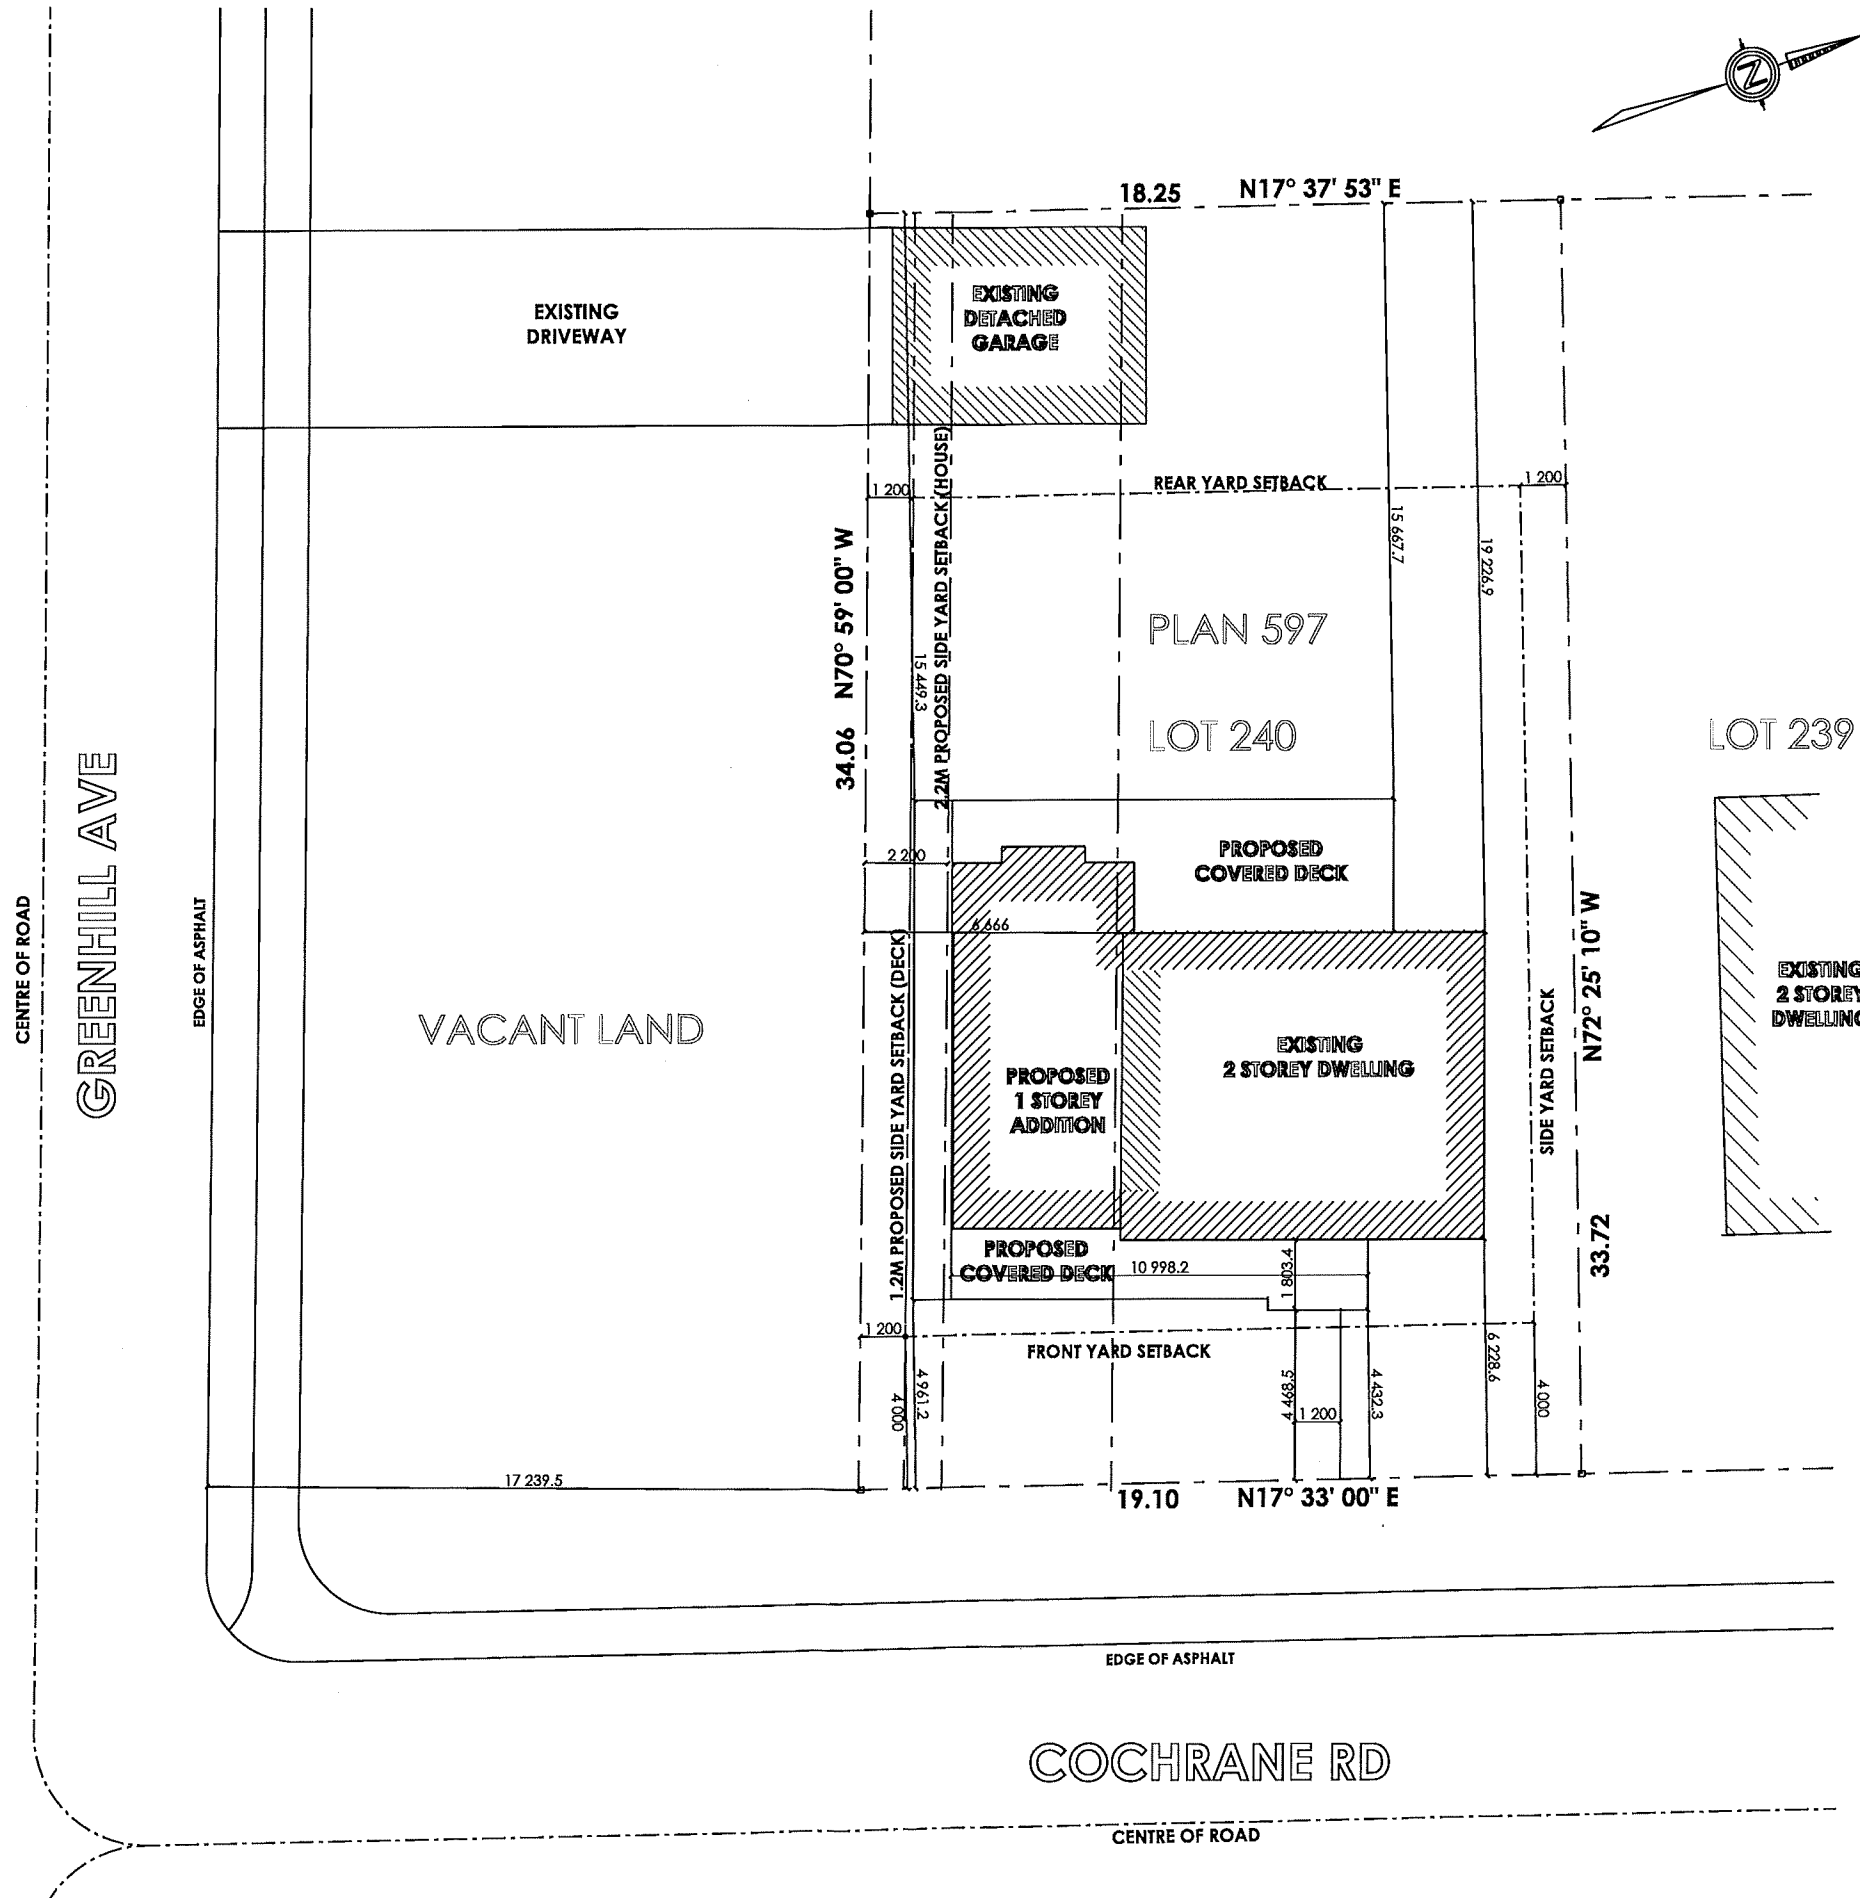 N
18.25 N17° 37' 53" E
EXISTING
DRIVEWAY
EXISTING
DETACHED
GARAGE
REAR YARD SETBACK
1 200
1 200
2.2M PROPOSED SIDE YARD SETBACK (HOUSE)
15 667.7
19 226.9
34.06 N70° 59' 00" W
15 449.3
PLAN 597
LOT 240
LOT 239
GREENHILL AVE
CENTRE OF ROAD
EDGE OF ASPHALT
2 200
PROPOSED
COVERED DECK
6 666
1.2M PROPOSED SIDE YARD SETBACK (DECK)
VACANT LAND
PROPOSED
1 STOREY
ADDITION
EXISTING
2 STOREY DWELLING
SIDE YARD SETBACK
N72° 25' 10" W
33.72
EXISTING
2 STOREY
DWELLING
PROPOSED
COVERED DECK
10 998.2
1 803.4
1 200
FRONT YARD SETBACK
4 000
4 961.2
4 468.5
1 200
4 432.3
6 228.6
4 000
17 239.5
19.10 N17° 33' 00" E
EDGE OF ASPHALT
COCHRANE RD
CENTRE OF ROAD